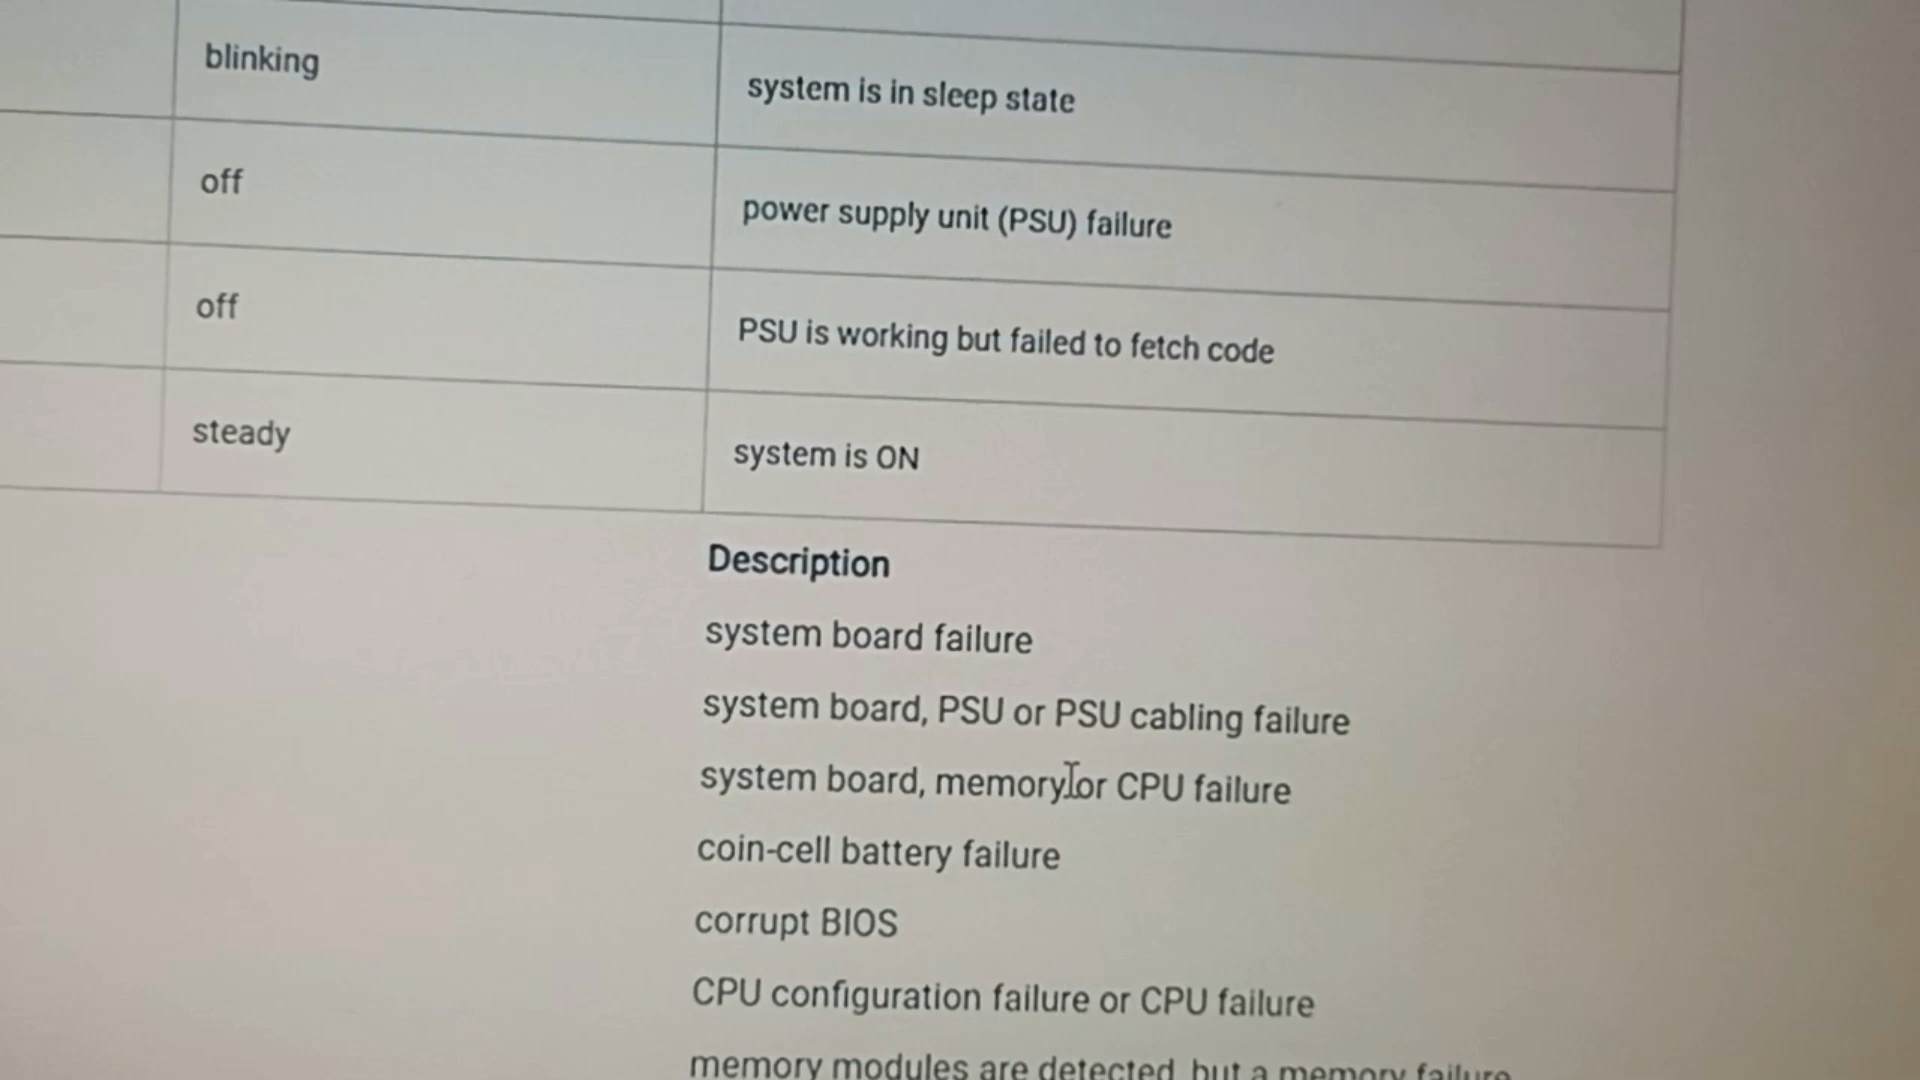 blinking
system is in sleep state
off
power supply unit (PSU) failure
off
PSU is working but failed to fetch code
steady
system is ON
Description
system board failure
system board, PSU or PSU cabling failure
system board, memory or CPU failure
coin-cell battery failure
corrupt BIOS
CPU configuration failure or CPU failure
memory modules are detected, but a memory failure